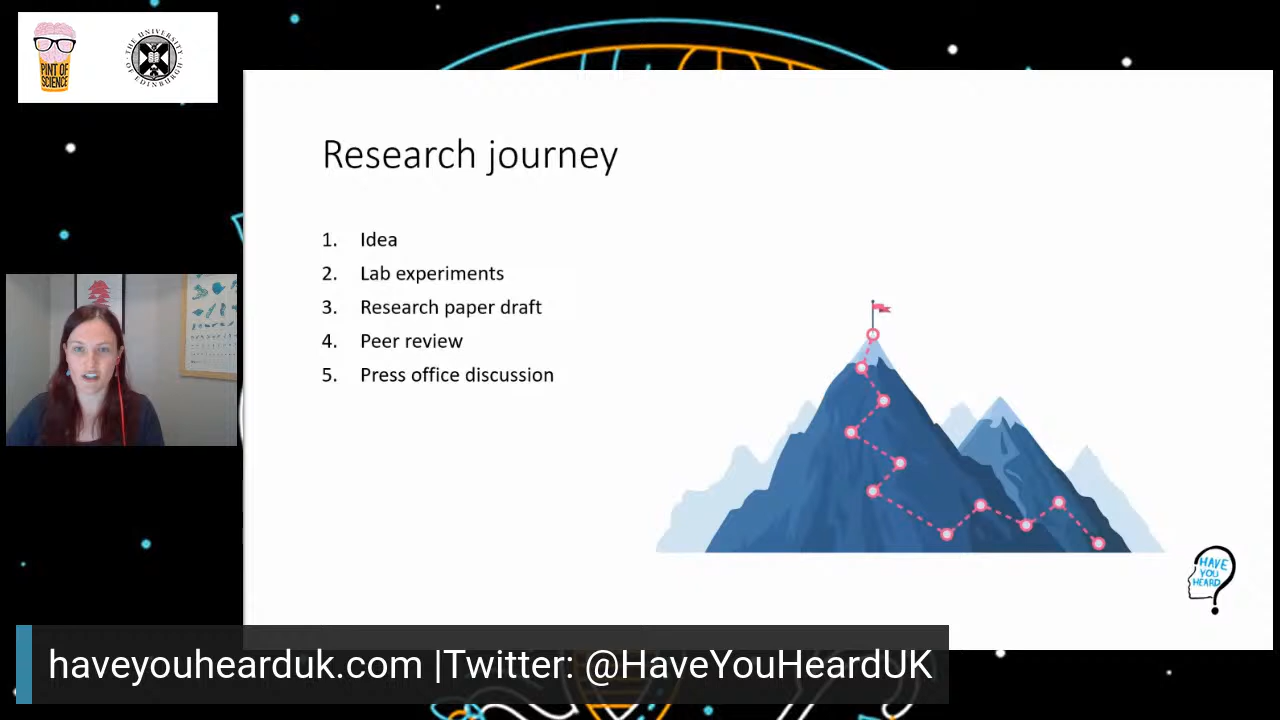 PINT OF
SCIENCE
THE UNIVERSITY
OF EDINBURGH
Research journey
1. Idea
2. Lab experiments
3. Research paper draft
4. Peer review
5. Press office discussion
HAVE
YOU
HEARD
haveyouhearduk.com |Twitter: @HaveYouHeardUK